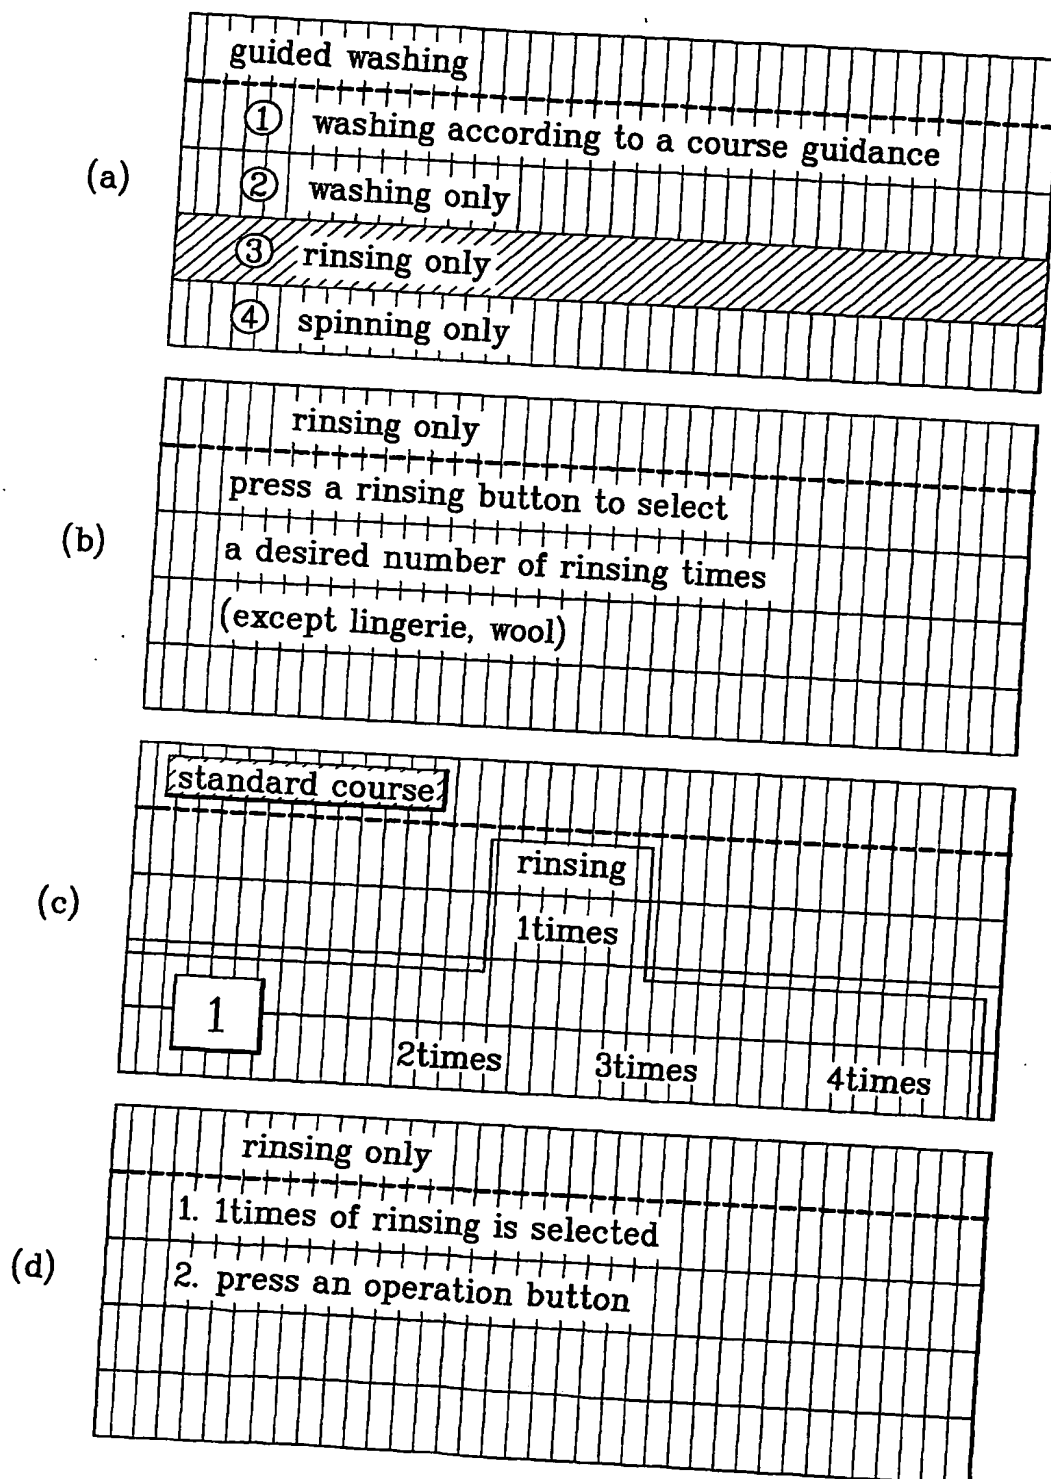 guided washing
① washing according to a course guidance
(a)
② washing only
③ rinsing only
④ spinning only
rinsing only
press a rinsing button to select
(b)
a desired number of rinsing times
(except lingerie, wool)
standard course
rinsing
(c)
1times
1
2times 3times 4times
rinsing only
1. 1times of rinsing is selected
(d)
2. press an operation button